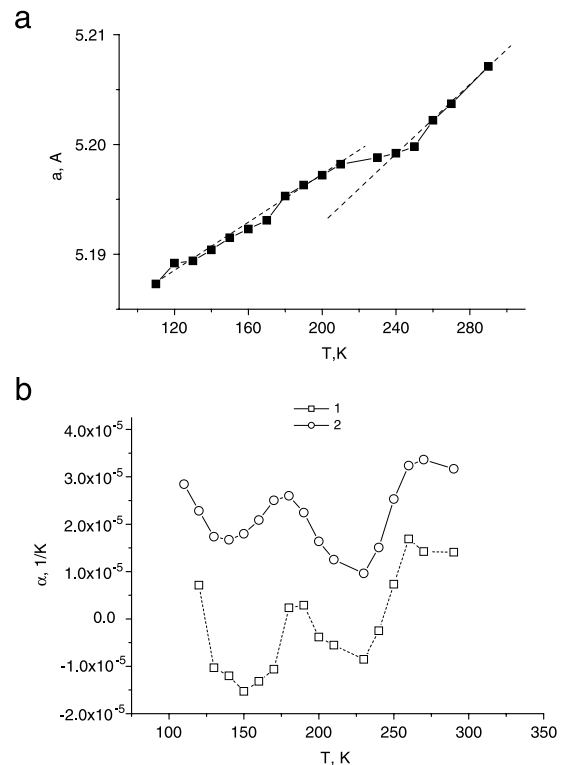 a
5.21
5.20
5.19
a, A
120 160 200 240 280
T,K
b
1
2
4.0x10⁻⁵
3.0x10⁻⁵
2.0x10⁻⁵
1.0x10⁻⁵
0.0
-1.0x10⁻⁵
-2.0x10⁻⁵
α, 1/K
100 150 200 250 300 350
T, K